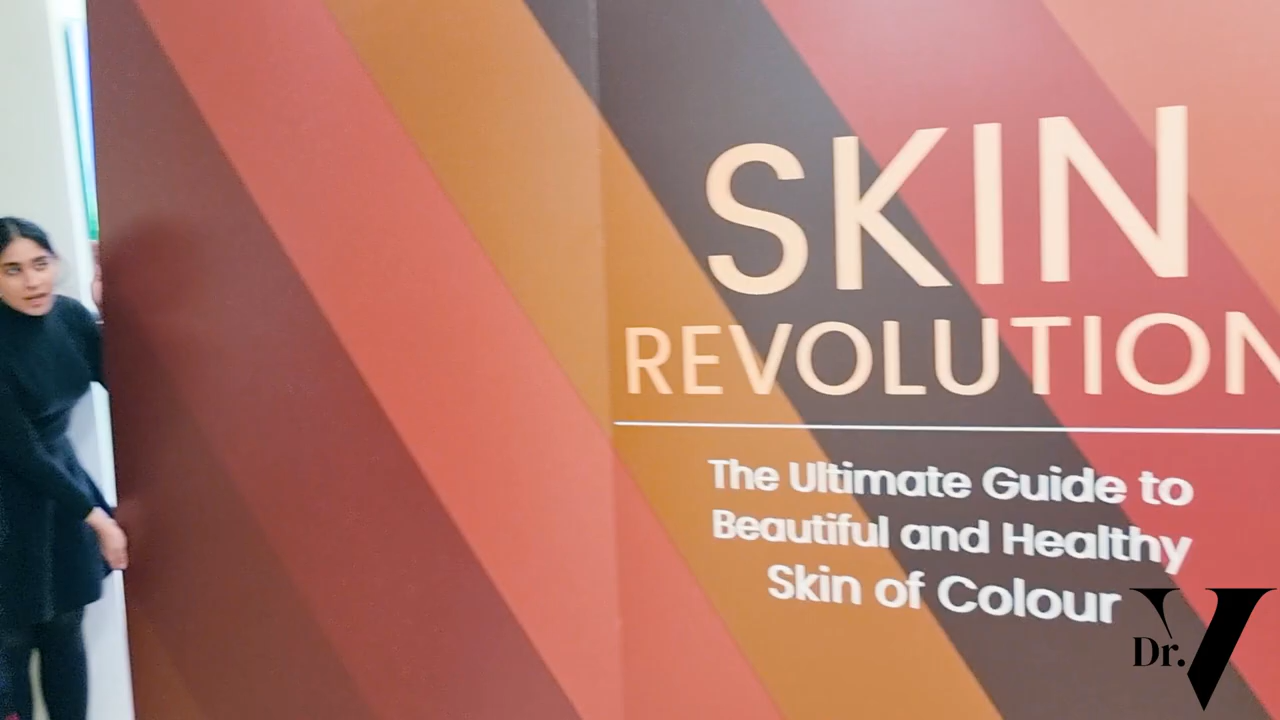 SKIN
REVOLUTION
The Ultimate Guide to
Beautiful and Healthy
Skin of Colour
Dr. V